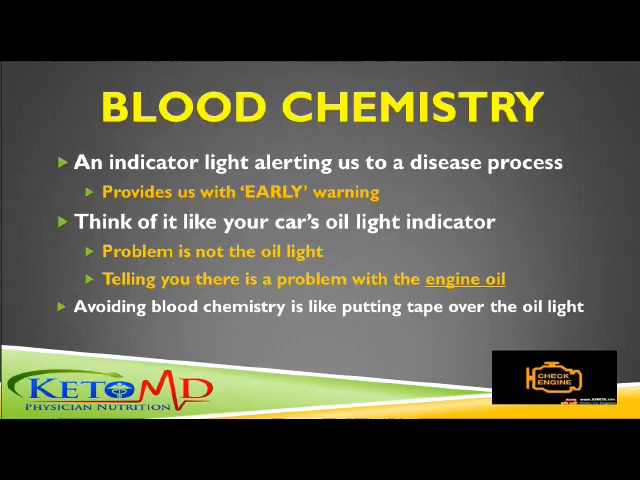 BLOOD CHEMISTRY
An indicator light alerting us to a disease process
Provides us with ‘EARLY’ warning
Think of it like your car’s oil light indicator
Problem is not the oil light
Telling you there is a problem with the engine oil
Avoiding blood chemistry is like putting tape over the oil light
KETO MD
PHYSICIAN NUTRITION
CHECK
ENGINE